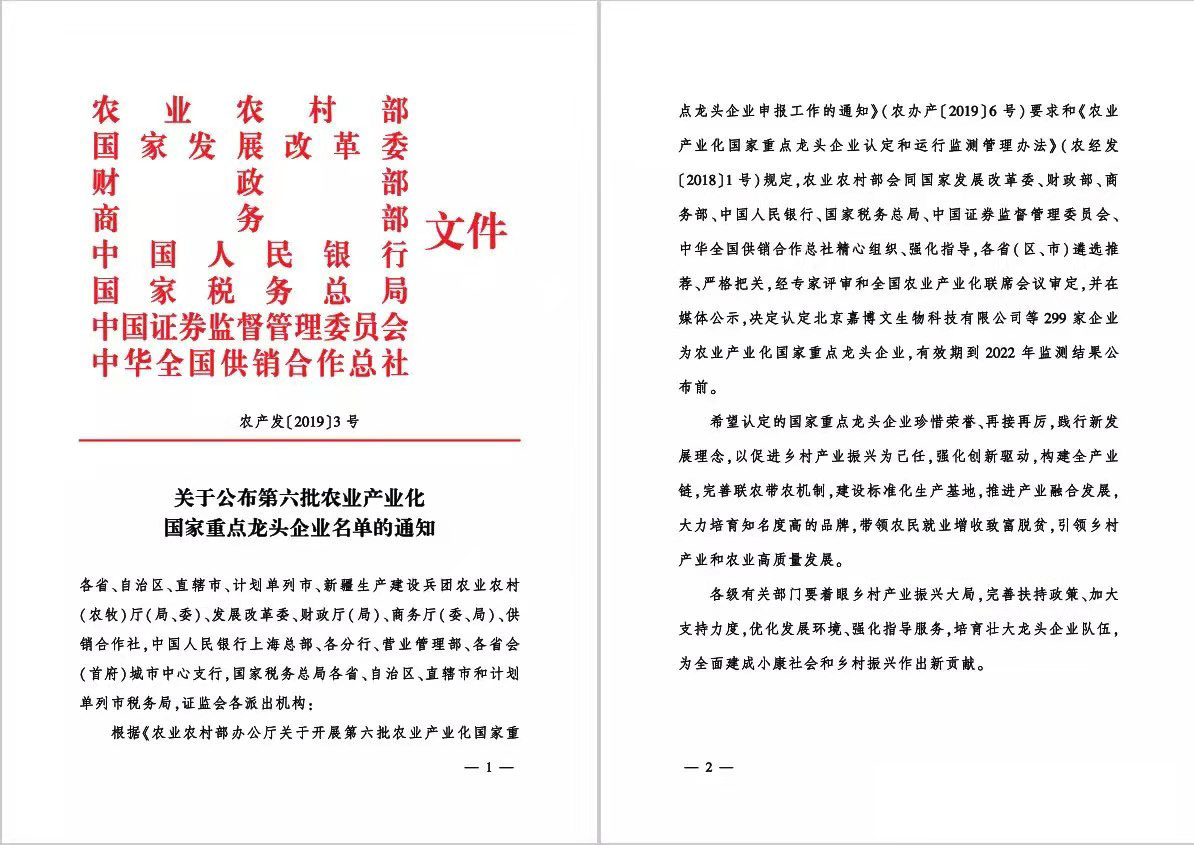 农业农村部
国家发展改革委
财政部
商务部
中国人民银行
国家税务总局
中国证券监督管理委员会
中华全国供销合作总社
文件
农产发〔2019〕3号
关于公布第六批农业产业化
国家重点龙头企业名单的通知
各省、自治区、直辖市、计划单列市、新疆生产建设兵团农业农村
(农牧)厅(局、委)、发展改革委、财政厅(局)、商务厅(委、局)、供
销合作社,中国人民银行上海总部、各分行、营业管理部、各省会
(首府)城市中心支行,国家税务总局各省、自治区、直辖市和计划
单列市税务局,证监会各派出机构:
根据《农业农村部办公厅关于开展第六批农业产业化国家重
— 1 —
点龙头企业申报工作的通知》(农办产〔2019〕6号)要求和《农业
产业化国家重点龙头企业认定和运行监测管理办法》(农经发
〔2018〕1号)规定,农业农村部会同国家发展改革委、财政部、商
务部、中国人民银行、国家税务总局、中国证券监督管理委员会、
中华全国供销合作总社精心组织、强化指导,各省(区、市)遴选推
荐、严格把关,经专家评审和全国农业产业化联席会议审定,并在
媒体公示,决定认定北京嘉博文生物科技有限公司等299家企业
为农业产业化国家重点龙头企业,有效期到2022年监测结果公
布前。
希望认定的国家重点龙头企业珍惜荣誉、再接再厉,践行新发
展理念,以促进乡村产业振兴为己任,强化创新驱动,构建全产业
链,完善联农带农机制,建设标准化生产基地,推进产业融合发展,
大力培育知名度高的品牌,带领农民就业增收致富脱贫,引领乡村
产业和农业高质量发展。
各级有关部门要着眼乡村产业振兴大局,完善扶持政策、加大
支持力度,优化发展环境、强化指导服务,培育壮大龙头企业队伍,
为全面建成小康社会和乡村振兴作出新贡献。
— 2 —